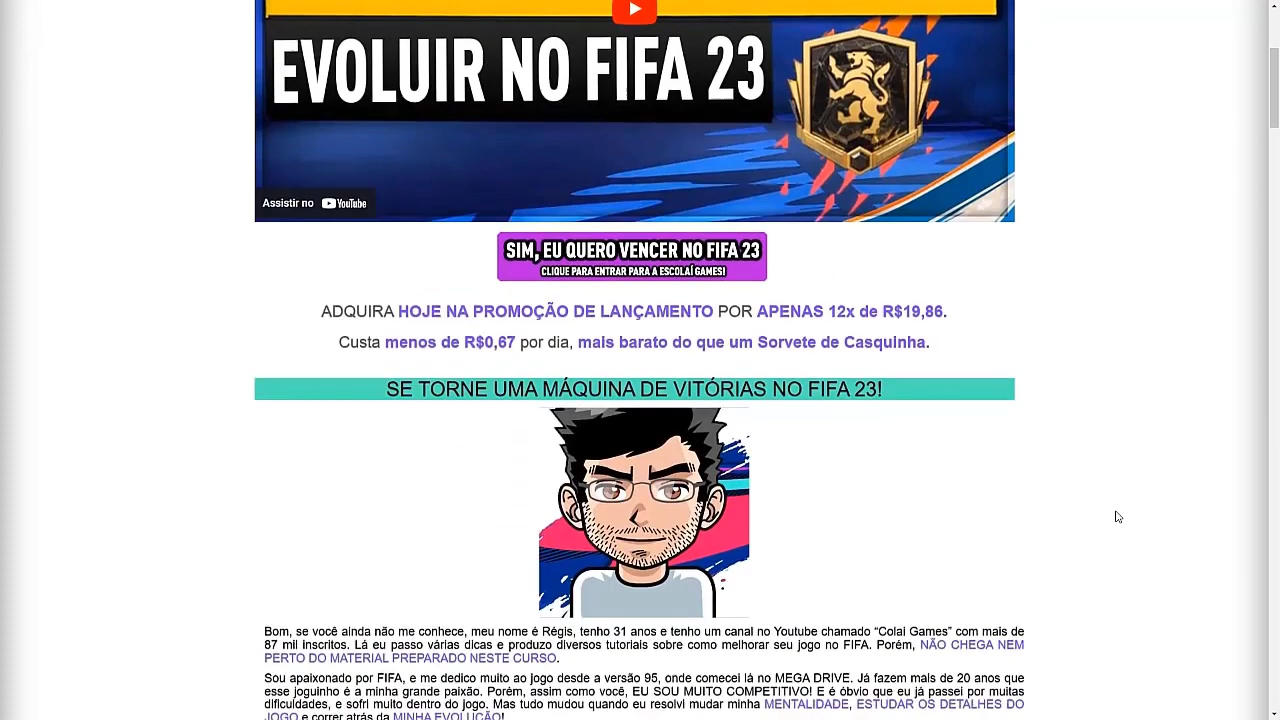 EVOLUIR NO FIFA 23
Assistir no YouTube
SIM, EU QUERO VENCER NO FIFA 23
CLIQUE PARA ENTRAR PARA A ESCOLAÍ GAMES!
ADQUIRA HOJE NA PROMOÇÃO DE LANÇAMENTO POR APENAS 12x de R$19,86.
Custa menos de R$0,67 por dia, mais barato do que um Sorvete de Casquinha.
SE TORNE UMA MÁQUINA DE VITÓRIAS NO FIFA 23!
Bom, se você ainda não me conhece, meu nome é Régis, tenho 31 anos e tenho um canal no Youtube chamado “Colai Games” com mais de
87 mil inscritos. Lá eu passo várias dicas e produzo diversos tutoriais sobre como melhorar seu jogo no FIFA. Porém, NÃO CHEGA NEM
PERTO DO MATERIAL PREPARADO NESTE CURSO.
Sou apaixonado por FIFA, e me dedico muito ao jogo desde a versão 95, onde comecei lá no MEGA DRIVE. Já fazem mais de 20 anos que
esse joguinho é a minha grande paixão. Porém, assim como você, EU SOU MUITO COMPETITIVO! E é óbvio que eu já passei por muitas
dificuldades, e sofri muito dentro do jogo. Mas tudo mudou quando eu resolvi mudar minha MENTALIDADE, ESTUDAR OS DETALHES DO
JOGO e correr atrás da MINHA EVOLUÇÃO!